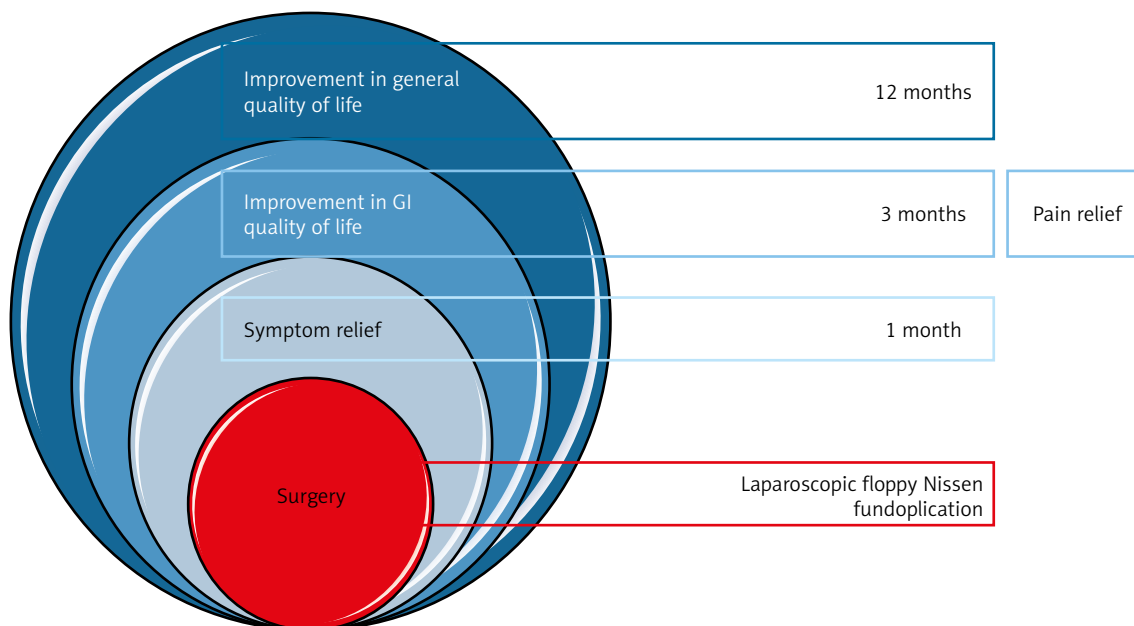 Improvement in general
quality of life
12 months
Improvement in GI
quality of life
3 months
Pain relief
Symptom relief
1 month
Surgery
Laparoscopic floppy Nissen
fundoplication